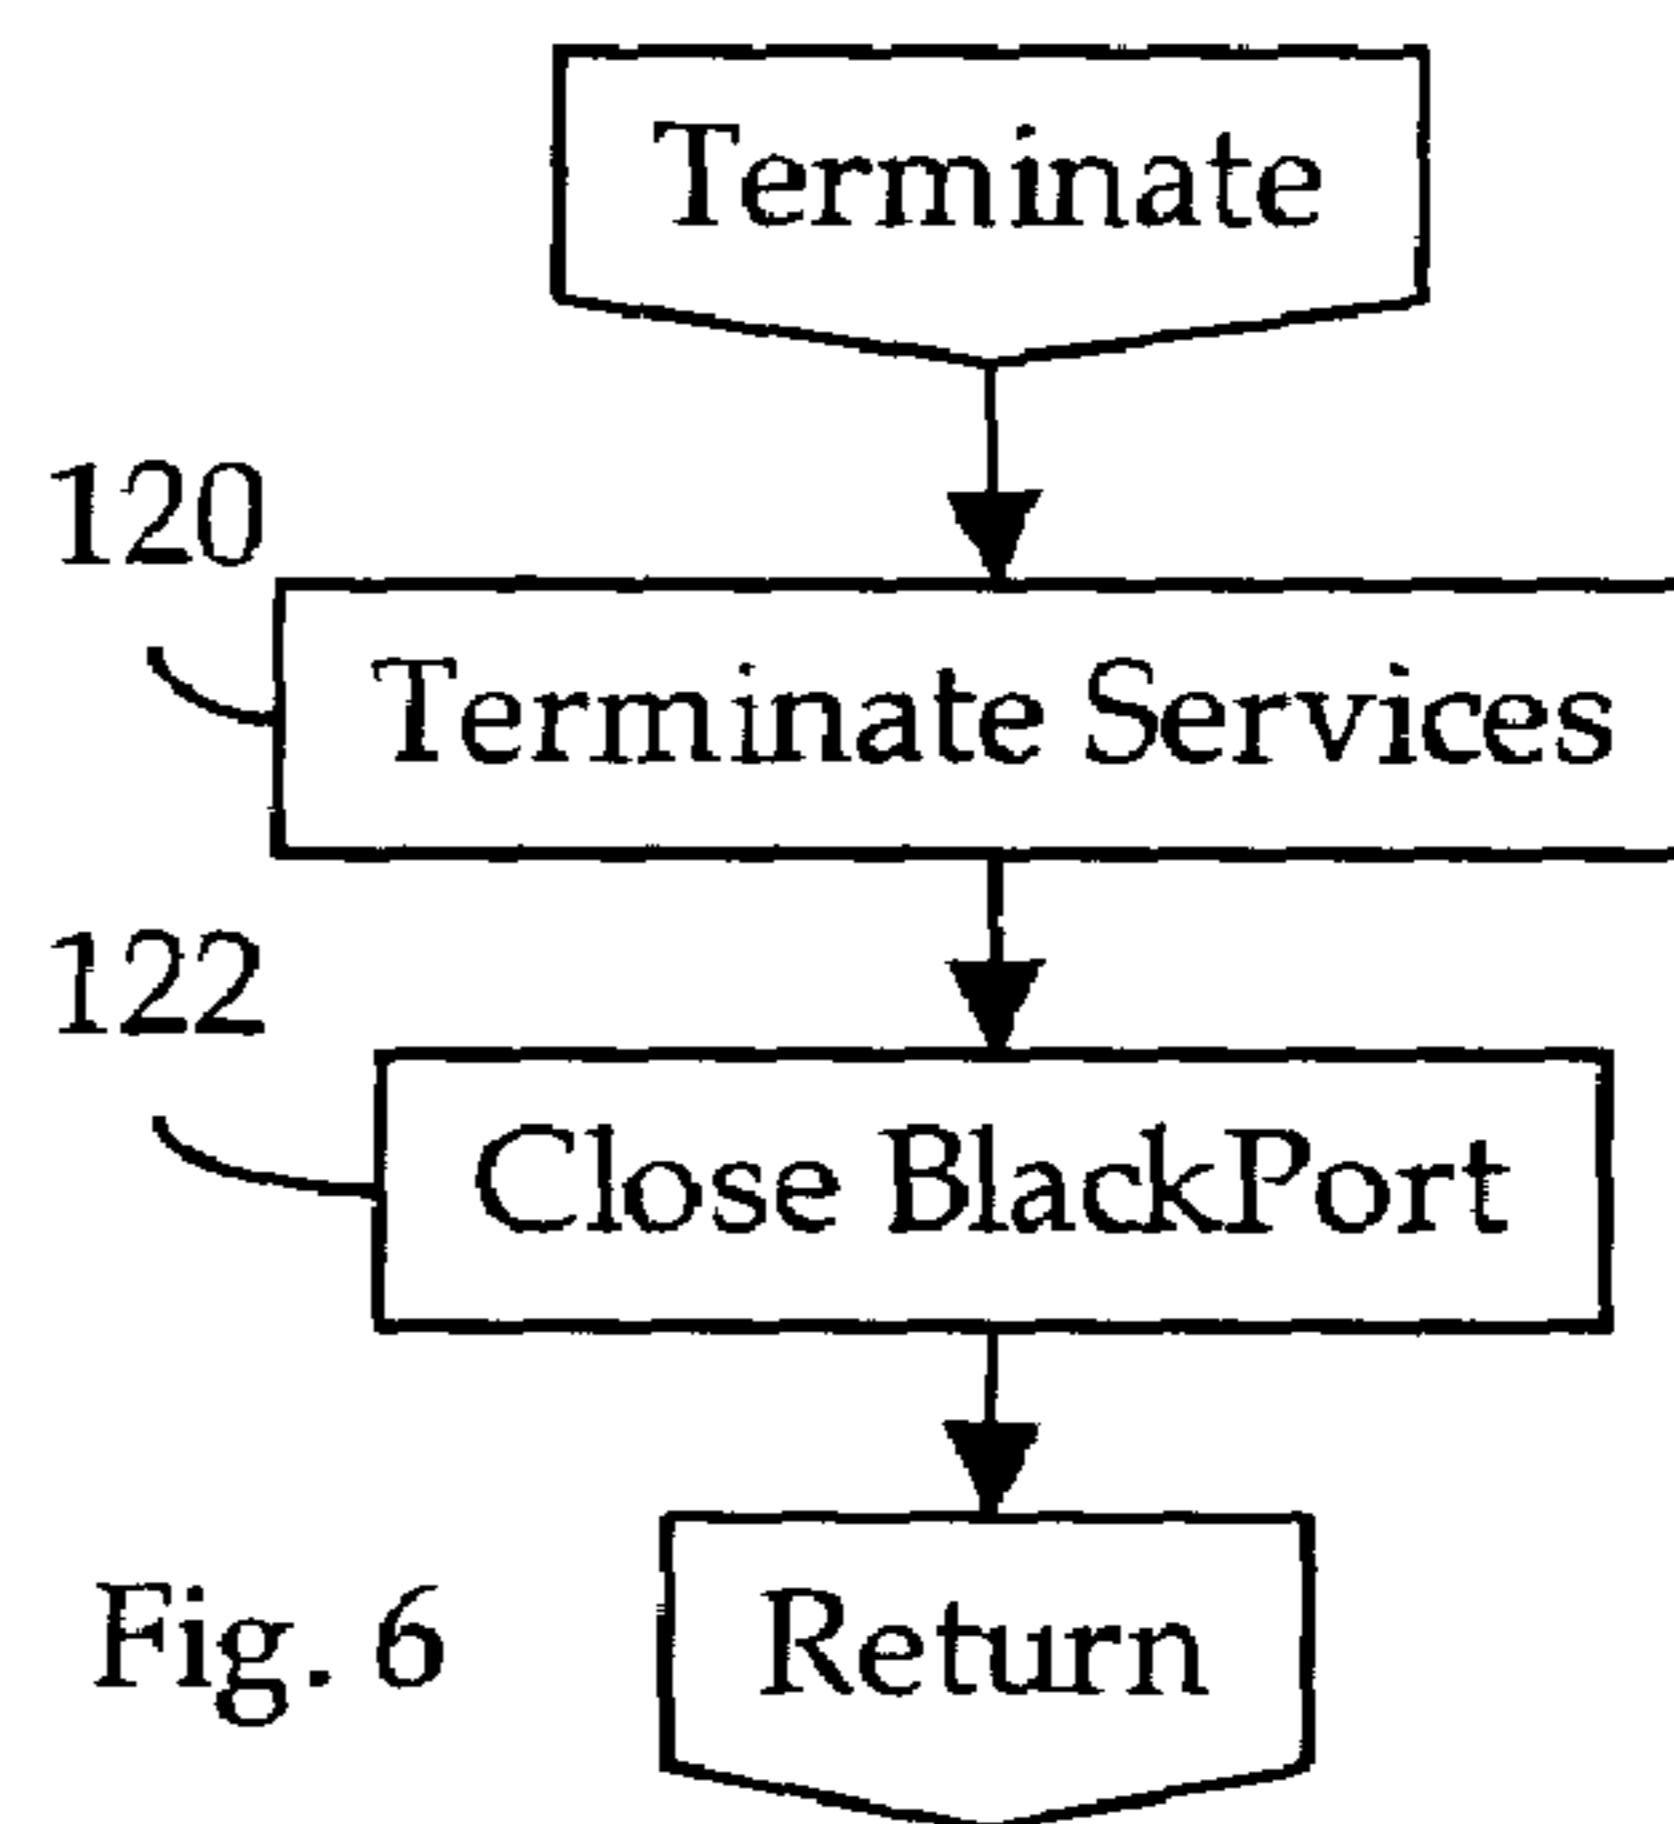 Terminate
120
Terminate Services
122
Close BlackPort
Fig. 6
Return